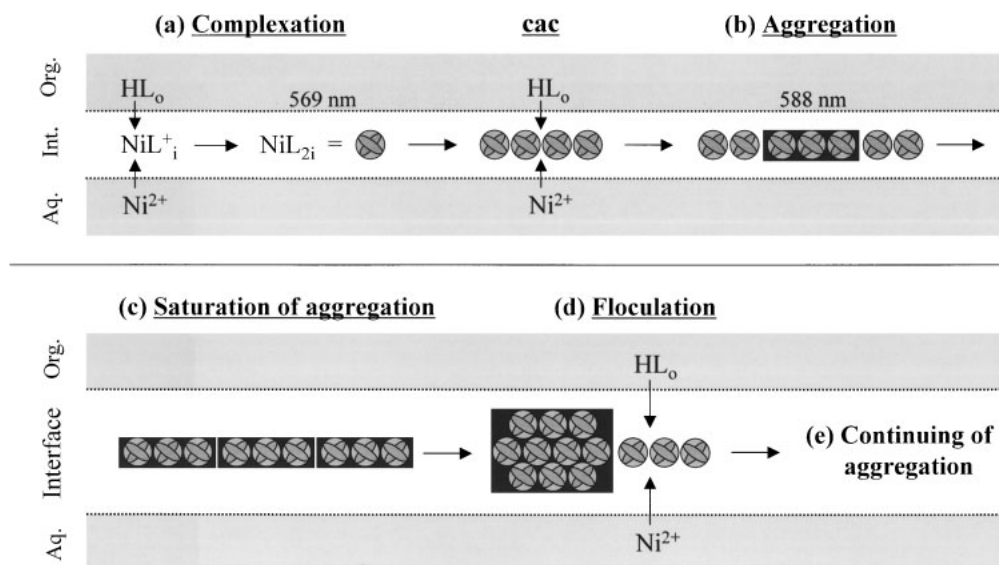 (a) Complexation
cac
(b) Aggregation
Org.
HLₒ
569 nm
HLₒ
588 nm
Int.
NiL⁺ᵢ
NiL₂ᵢ =
Aq.
Ni²⁺
Ni²⁺
(c) Saturation of aggregation
(d) Floculation
Org.
HLₒ
Interface
(e) Continuing of
aggregation
Aq.
Ni²⁺